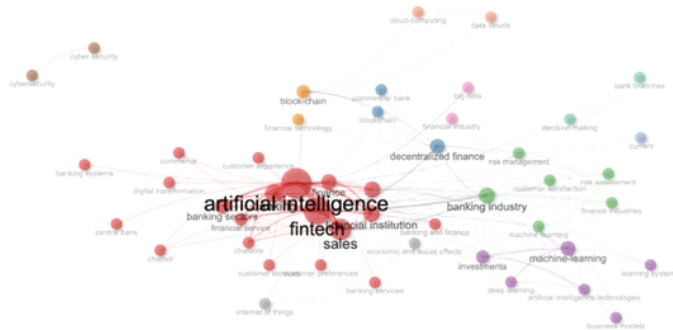 cloud-computing
data clouds
cyber security
cybersecurity
block-chain
commercial bank
big data
bank branches
blockchain
financial technology
financial industry
decision making
current
commerce
customer experience
decentralized finance
risk management
banking systems
digital transformation
finance
customer satisfaction
risk assessment
artificial intelligence
banking industry
finance industries
banking sectors
financial service
financial institution
central bank
fintech
banking and finance
machine learning
sales
chatbots
economic and social effects
chatbot
investments
machine-learning
customer preferences
learning system
banking services
deep learning
artificial intelligence technologies
internet of things
business models